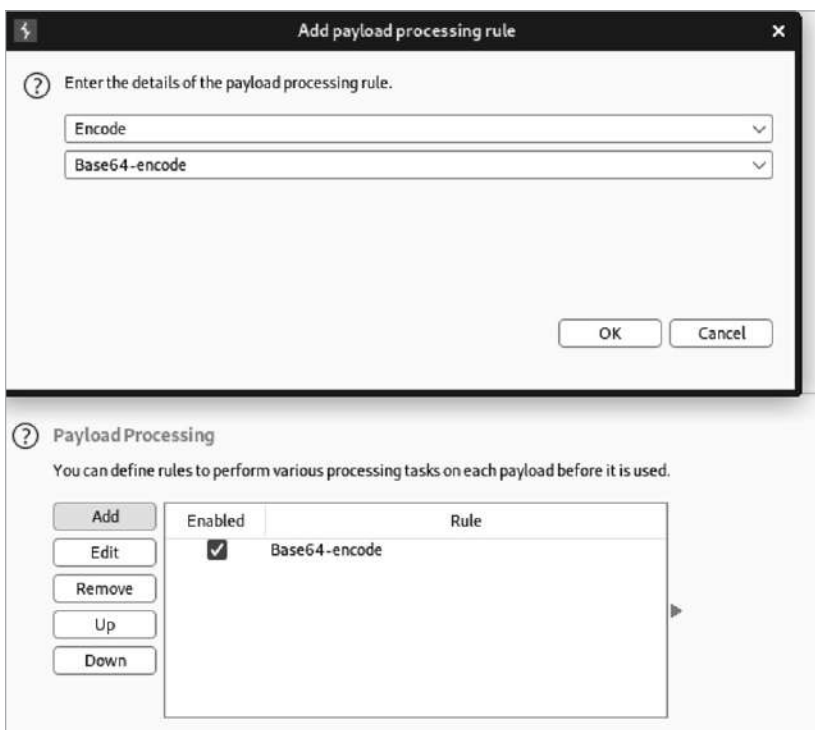 Add payload processing rule
Enter the details of the payload processing rule.
Encode
Base64-encode
OK Cancel
Payload Processing
You can define rules to perform various processing tasks on each payload before it is used.
Add Enabled Rule
Edit Base64-encode
Remove
Up
Down